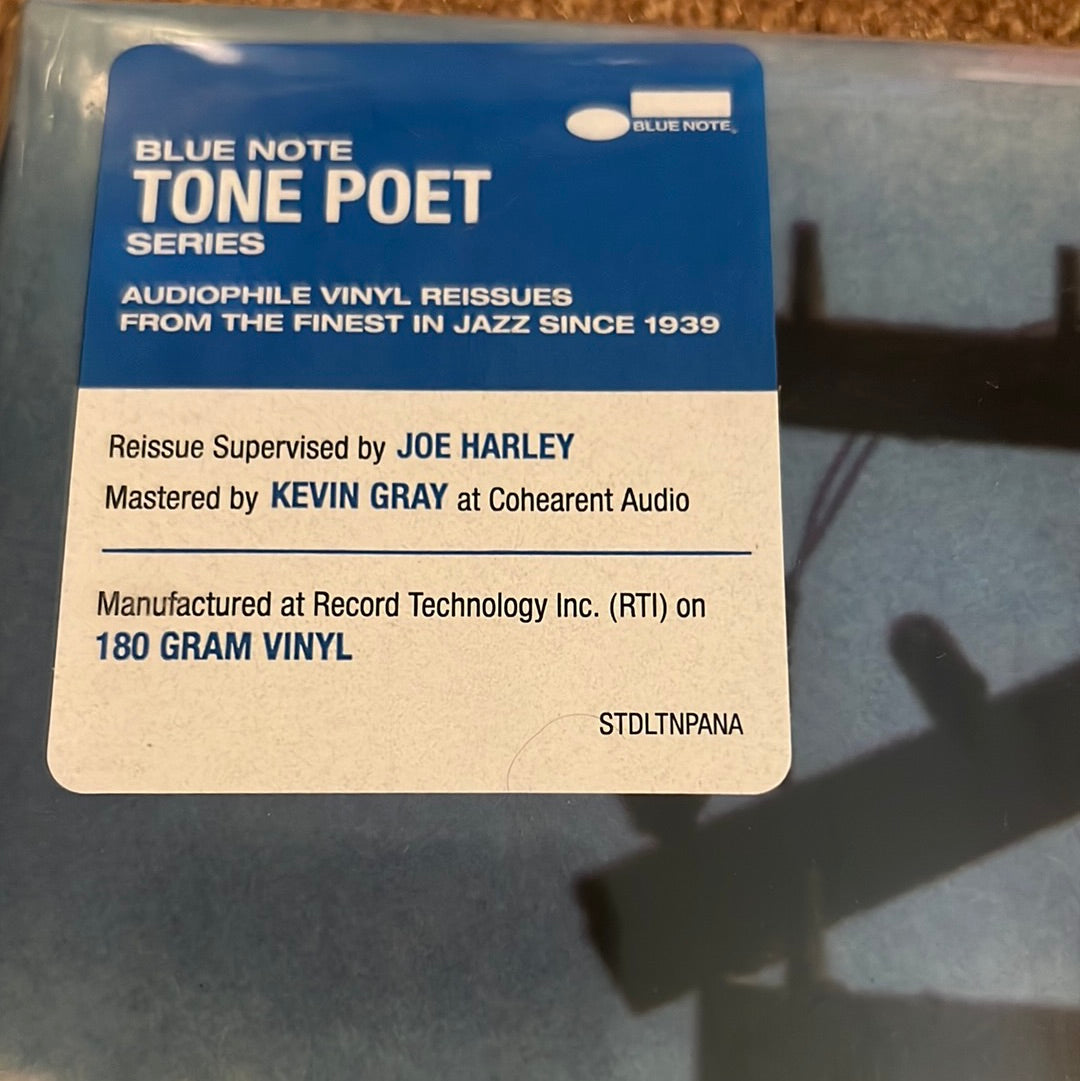 BLUE NOTE
BLUE NOTE
TONE POET
SERIES
AUDIOPHILE VINYL REISSUES
FROM THE FINEST IN JAZZ SINCE 1939
Reissue Supervised by JOE HARLEY
Mastered by KEVIN GRAY at Cohearent Audio
Manufactured at Record Technology Inc. (RTI) on
180 GRAM VINYL
STDLTNPANA